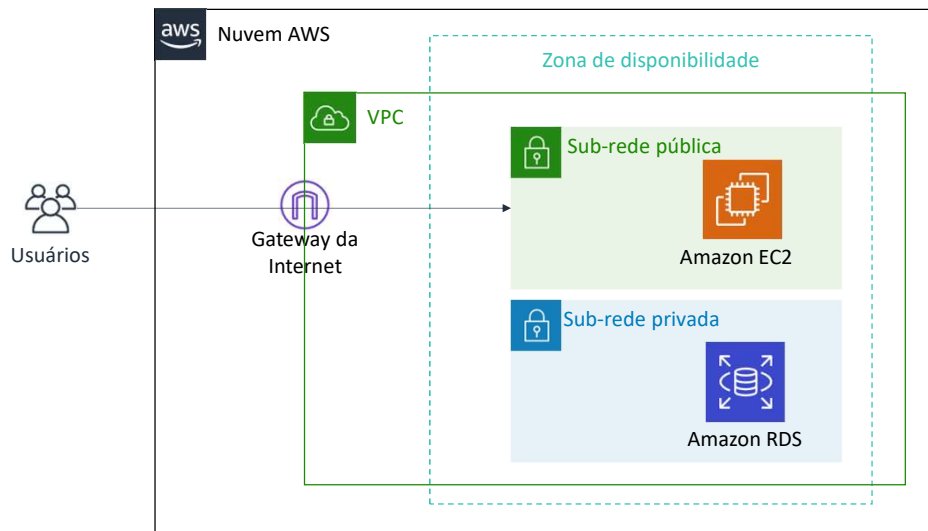 aws
Nuvem AWS
Zona de disponibilidade
VPC
Sub-rede pública
Amazon EC2
Usuários
Gateway da
Internet
Sub-rede privada
Amazon RDS